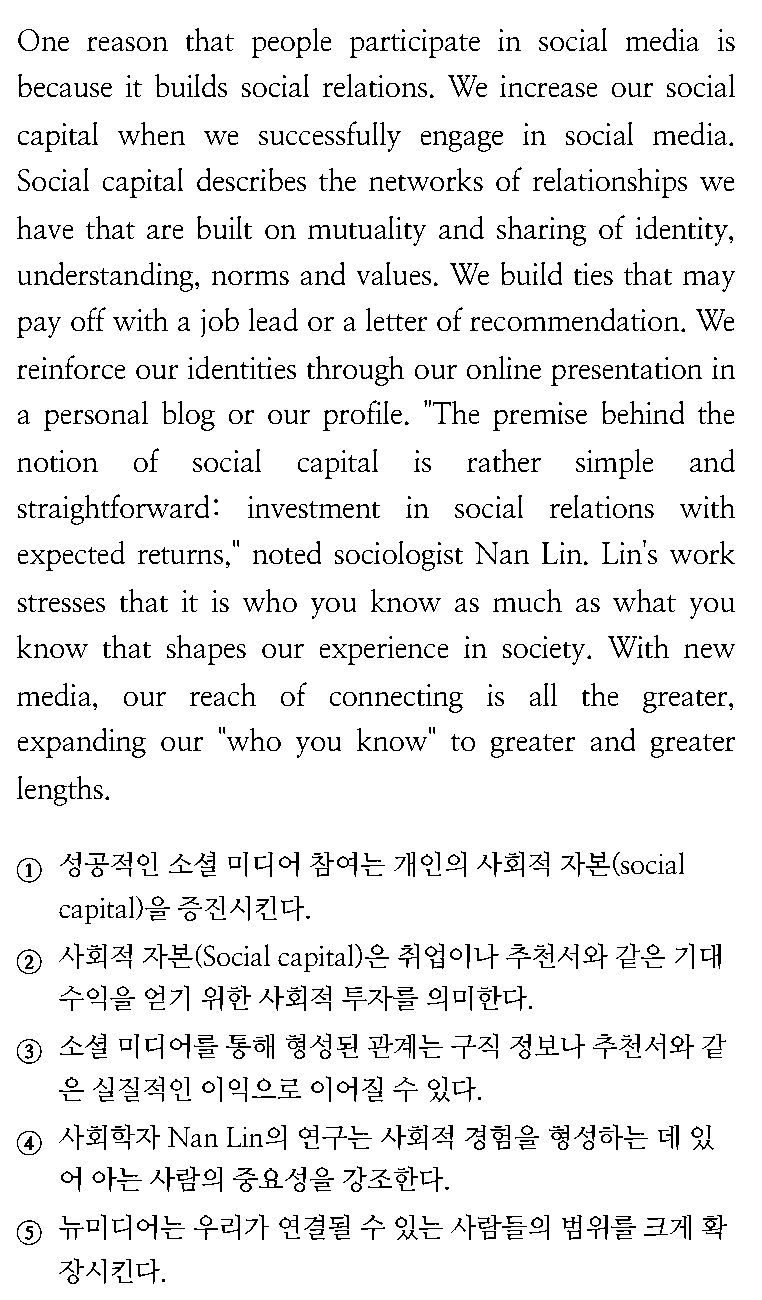 One reason that people participate in social media is
because it builds social relations. We increase our social
capital when we successfully engage in social media.
Social capital describes the networks of relationships we
have that are built on mutuality and sharing of identity,
understanding, norms and values. We build ties that may
pay off with a job lead or a letter of recommendation. We
reinforce our identities through our online presentation in
a personal blog or our profile. "The premise behind the
notion of social capital is rather simple and
straightforward: investment in social relations with
expected returns," noted sociologist Nan Lin. Lin's work
stresses that it is who you know as much as what you
know that shapes our experience in society. With new
media, our reach of connecting is all the greater,
expanding our "who you know" to greater and greater
lengths.
① 성공적인 소셜 미디어 참여는 개인의 사회적 자본(social
capital)을 증진시킨다.
② 사회적 자본(Social capital)은 취업이나 추천서와 같은 기대
수익을 얻기 위한 사회적 투자를 의미한다.
③ 소셜 미디어를 통해 형성된 관계는 구직 정보나 추천서와 같
은 실질적인 이익으로 이어질 수 있다.
④ 사회학자 Nan Lin의 연구는 사회적 경험을 형성하는 데 있
어 아는 사람의 중요성을 강조한다.
⑤ 뉴미디어는 우리가 연결될 수 있는 사람들의 범위를 크게 확
장시킨다.